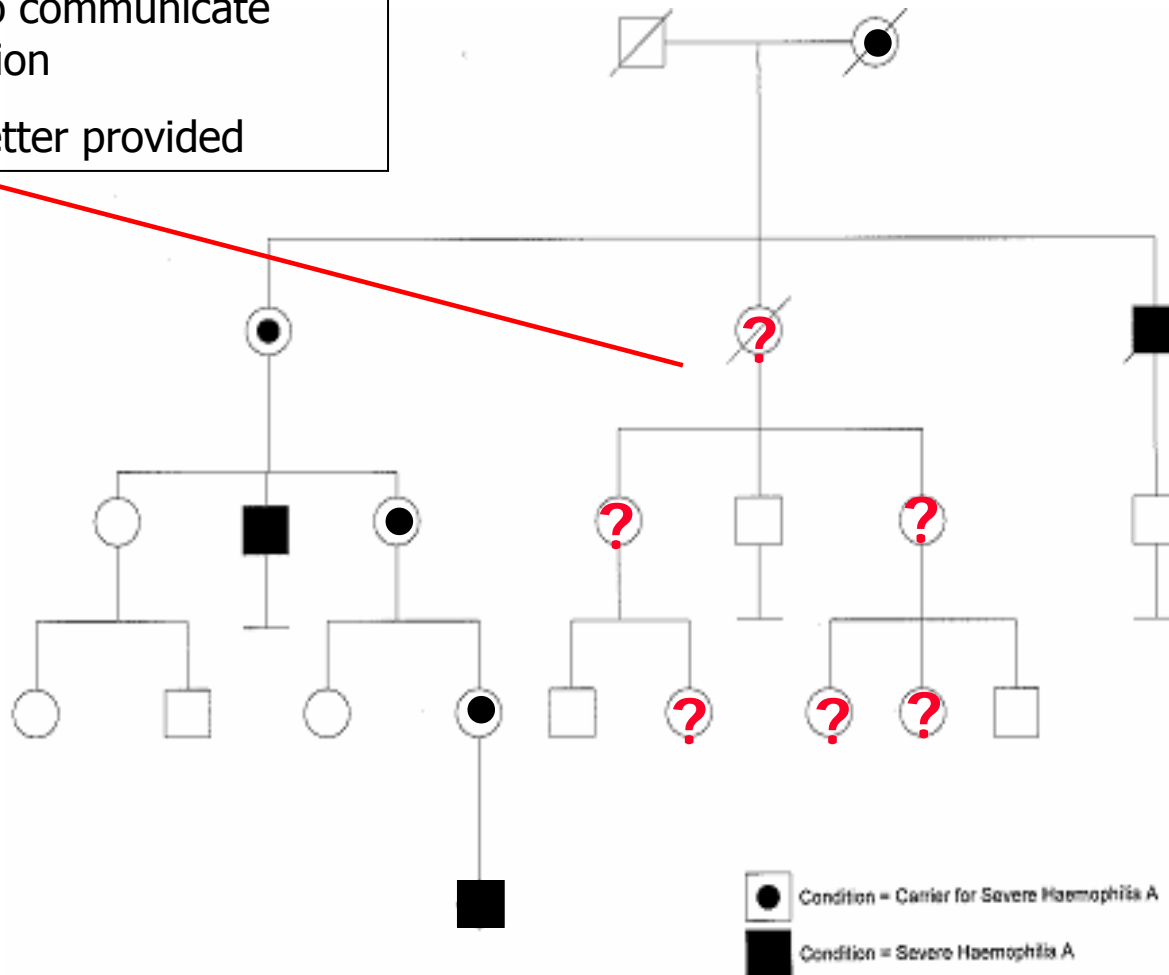 communicate
ion
etter provided
?
?
?
?
?
?
Condition = Carrier for Severe Haemophilia A
Condition = Severe Haemophilia A